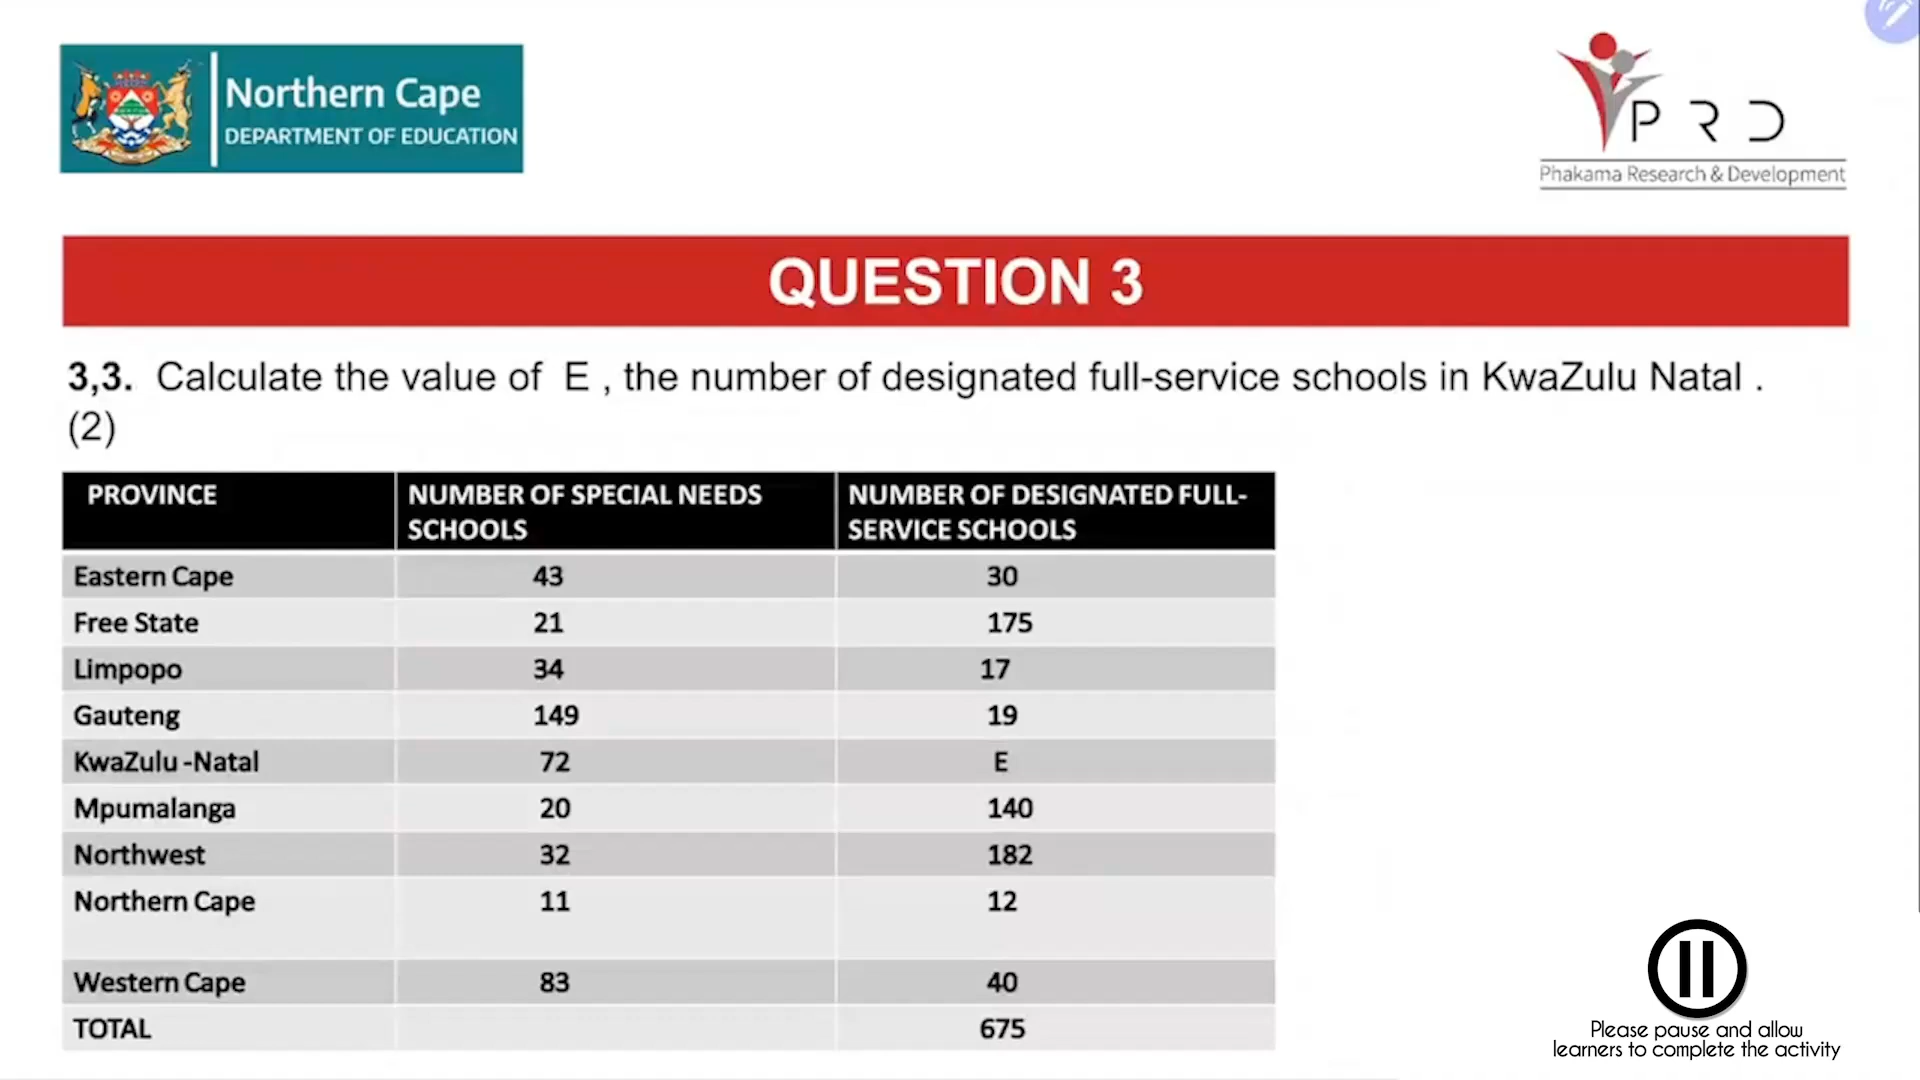 Northern Cape
DEPARTMENT OF EDUCATION
PRD
Phakama Research & Development
QUESTION 3
3,3. Calculate the value of E , the number of designated full-service schools in KwaZulu Natal .
(2)
PROVINCE NUMBER OF SPECIAL NEEDS SCHOOLS NUMBER OF DESIGNATED FULL-SERVICE SCHOOLS
Eastern Cape 43 30
Free State 21 175
Limpopo 34 17
Gauteng 149 19
KwaZulu -Natal 72 E
Mpumalanga 20 140
Northwest 32 182
Northern Cape 11 12
Western Cape 83 40
TOTAL 675
Please pause and allow
learners to complete the activity